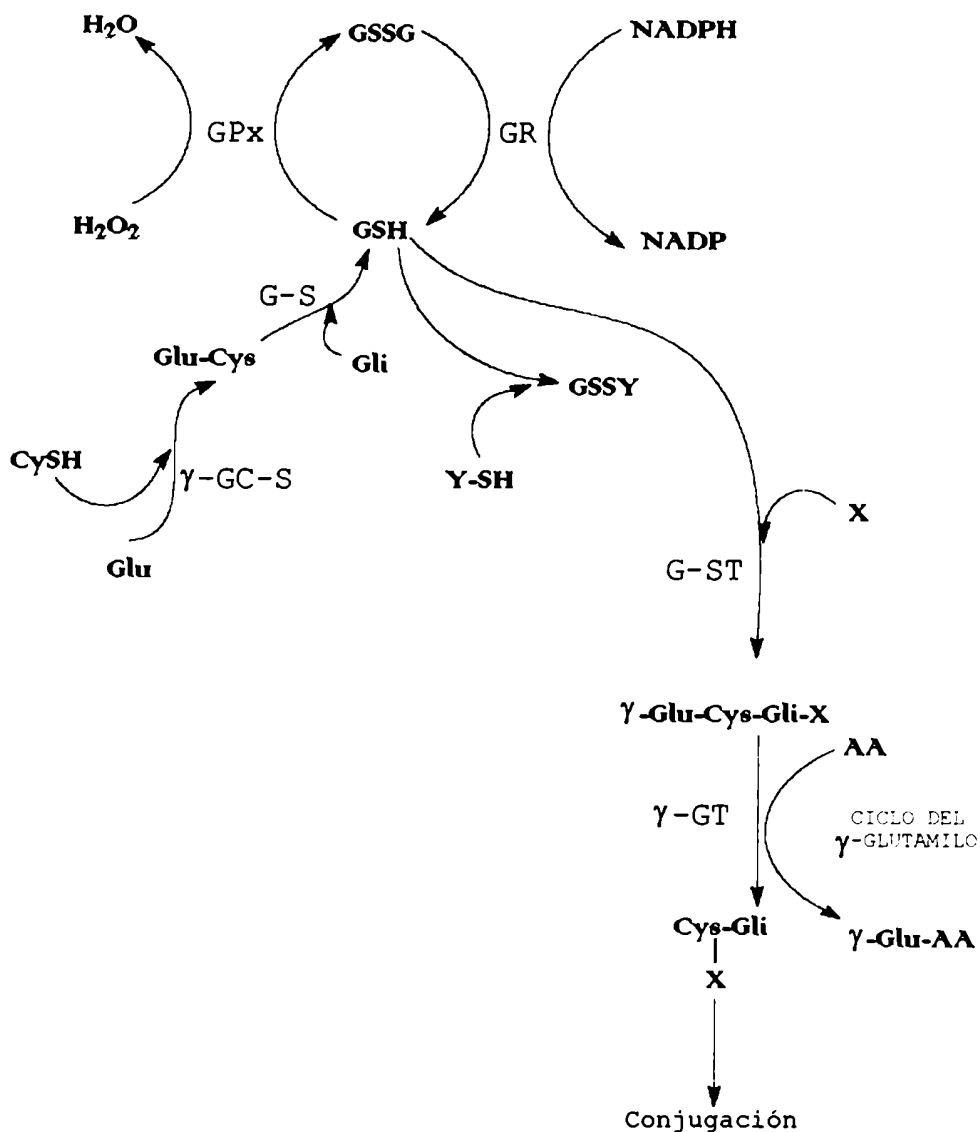 H₂O
GSSG
NADPH
GPx
GR
H₂O₂
GSH
NADP
G-S
Glu-Cys
Gli
GSSY
CySH
γ-GC-S
Y-SH
Glu
X
G-ST
γ-Glu-Cys-Gli-X
AA
γ-GT
CICLO DEL
γ-GLUTAMILO
Cys-Gli
γ-Glu-AA
X
Conjugación